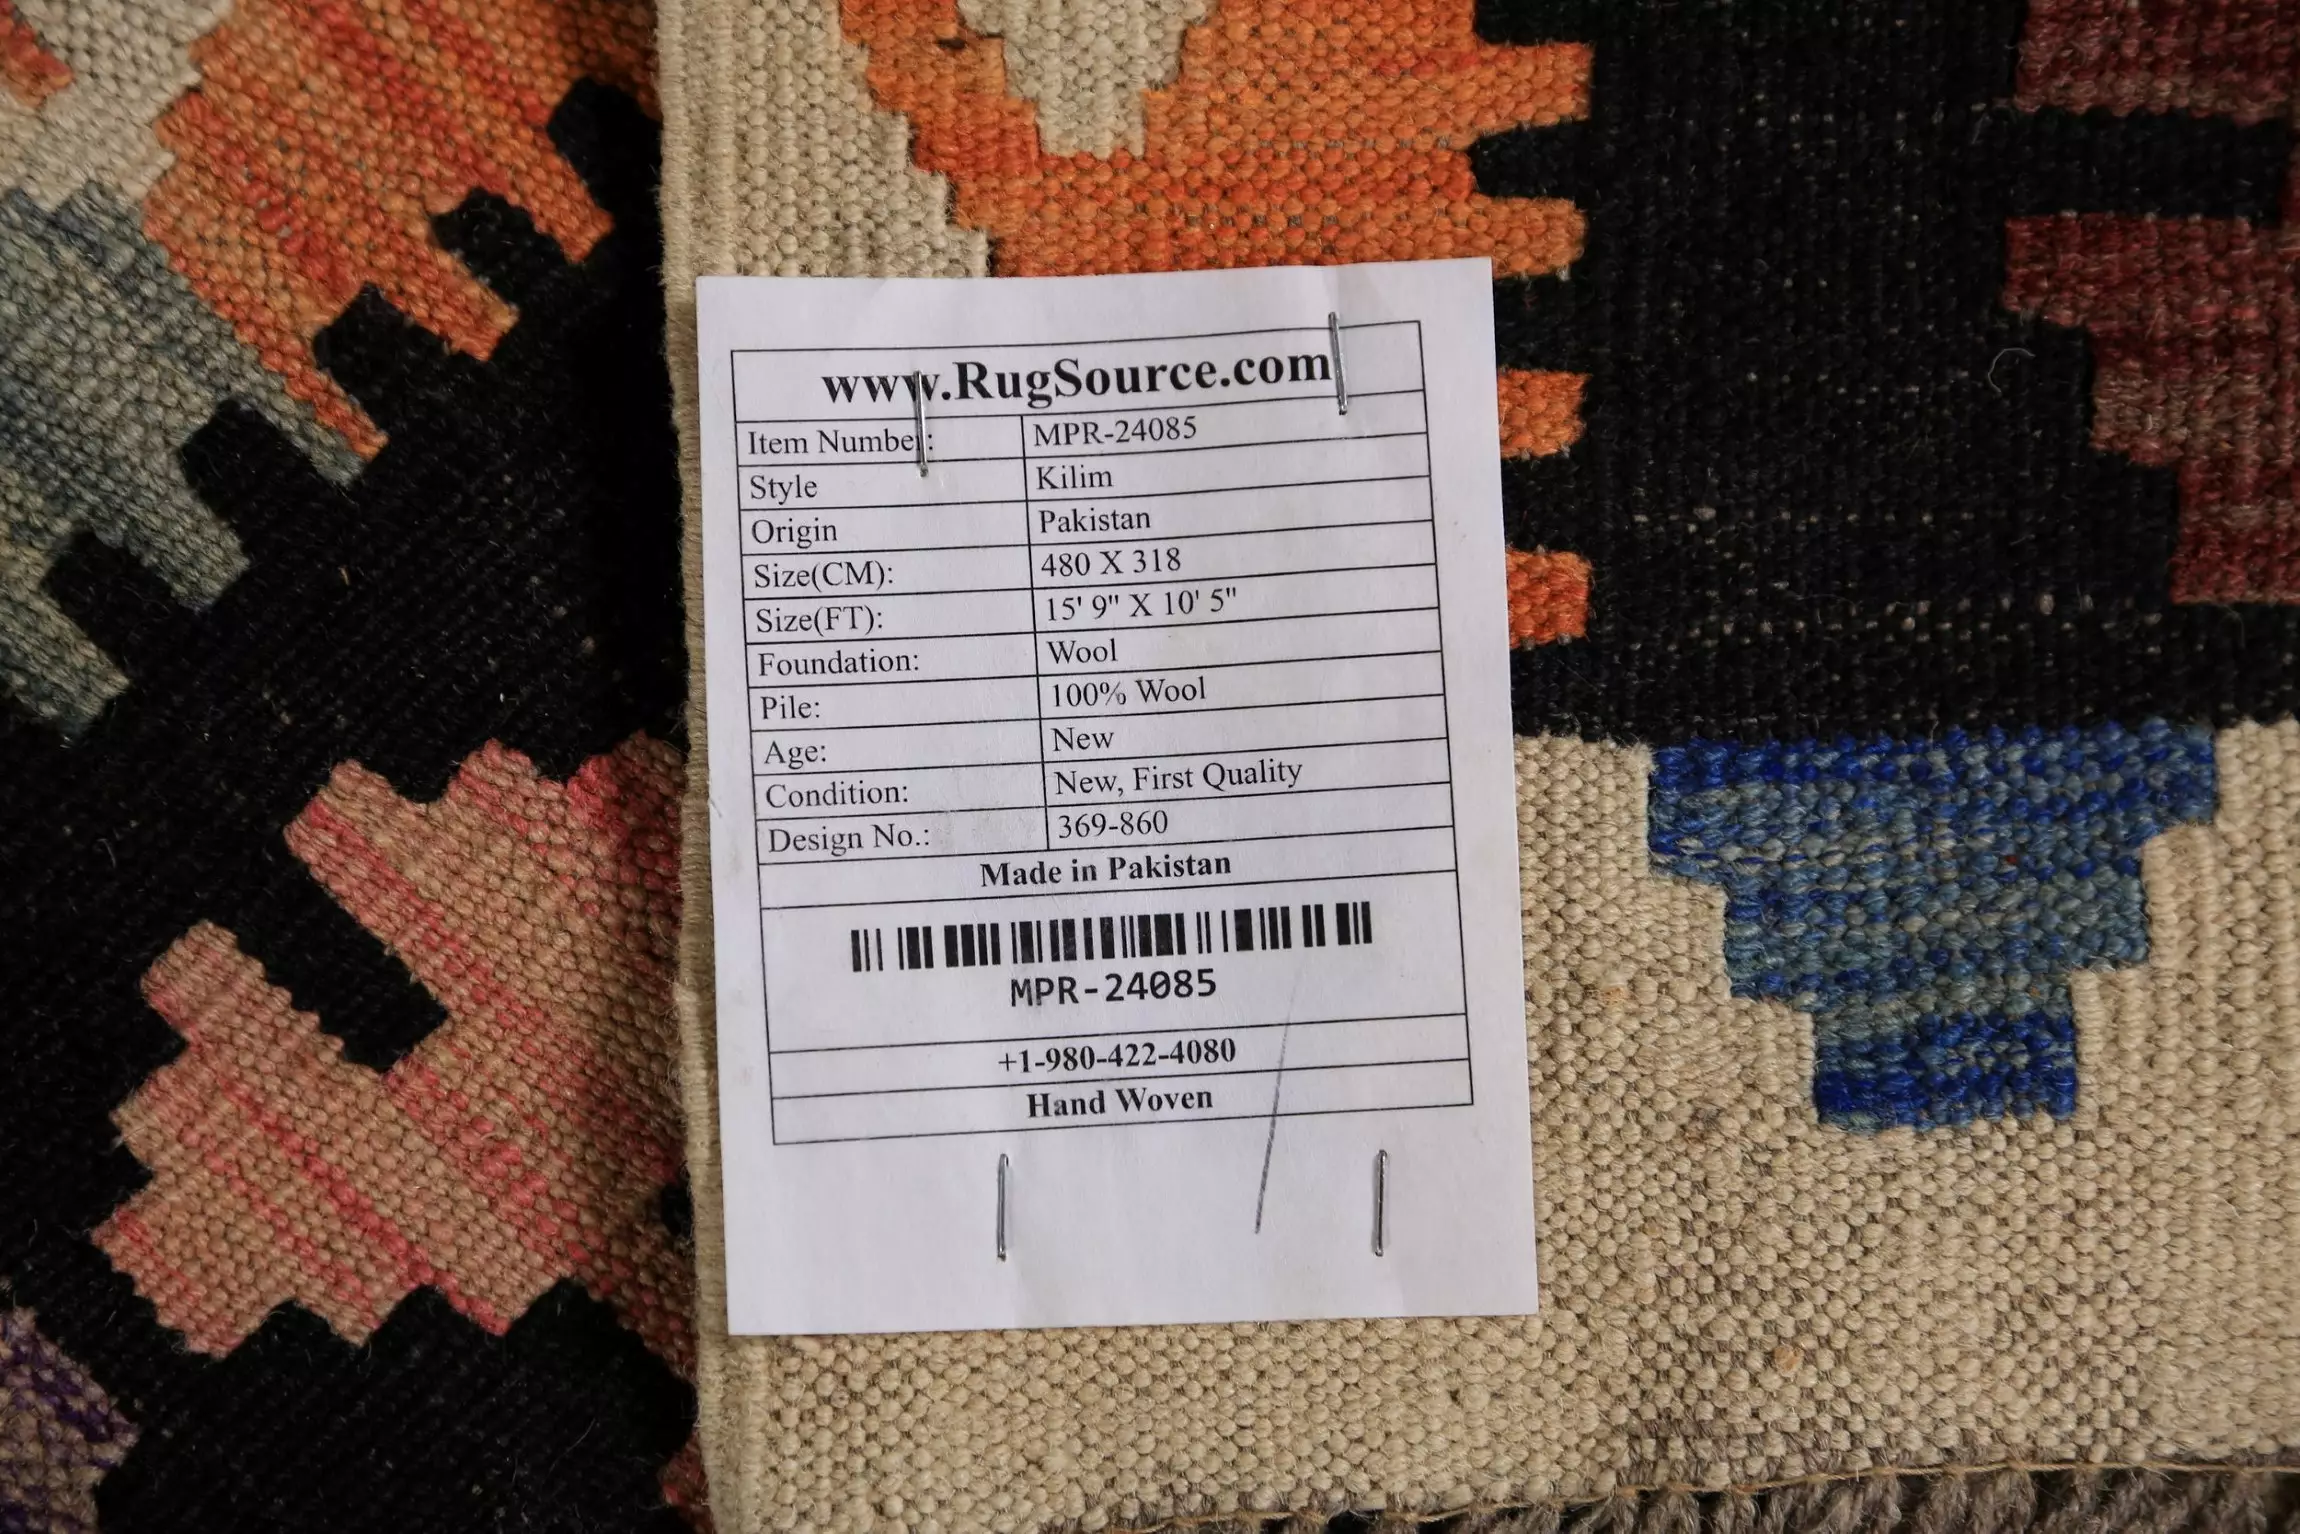 www.RugSource.com
Item Number: MPR-24085
Style Kilim
Origin Pakistan
Size(CM): 480 X 318
Size(FT): 15' 9" X 10' 5"
Foundation: Wool
Pile: 100% Wool
Age: New
Condition: New, First Quality
Design No.: 369-860
Made in Pakistan
MPR-24085
+1-980-422-4080
Hand Woven